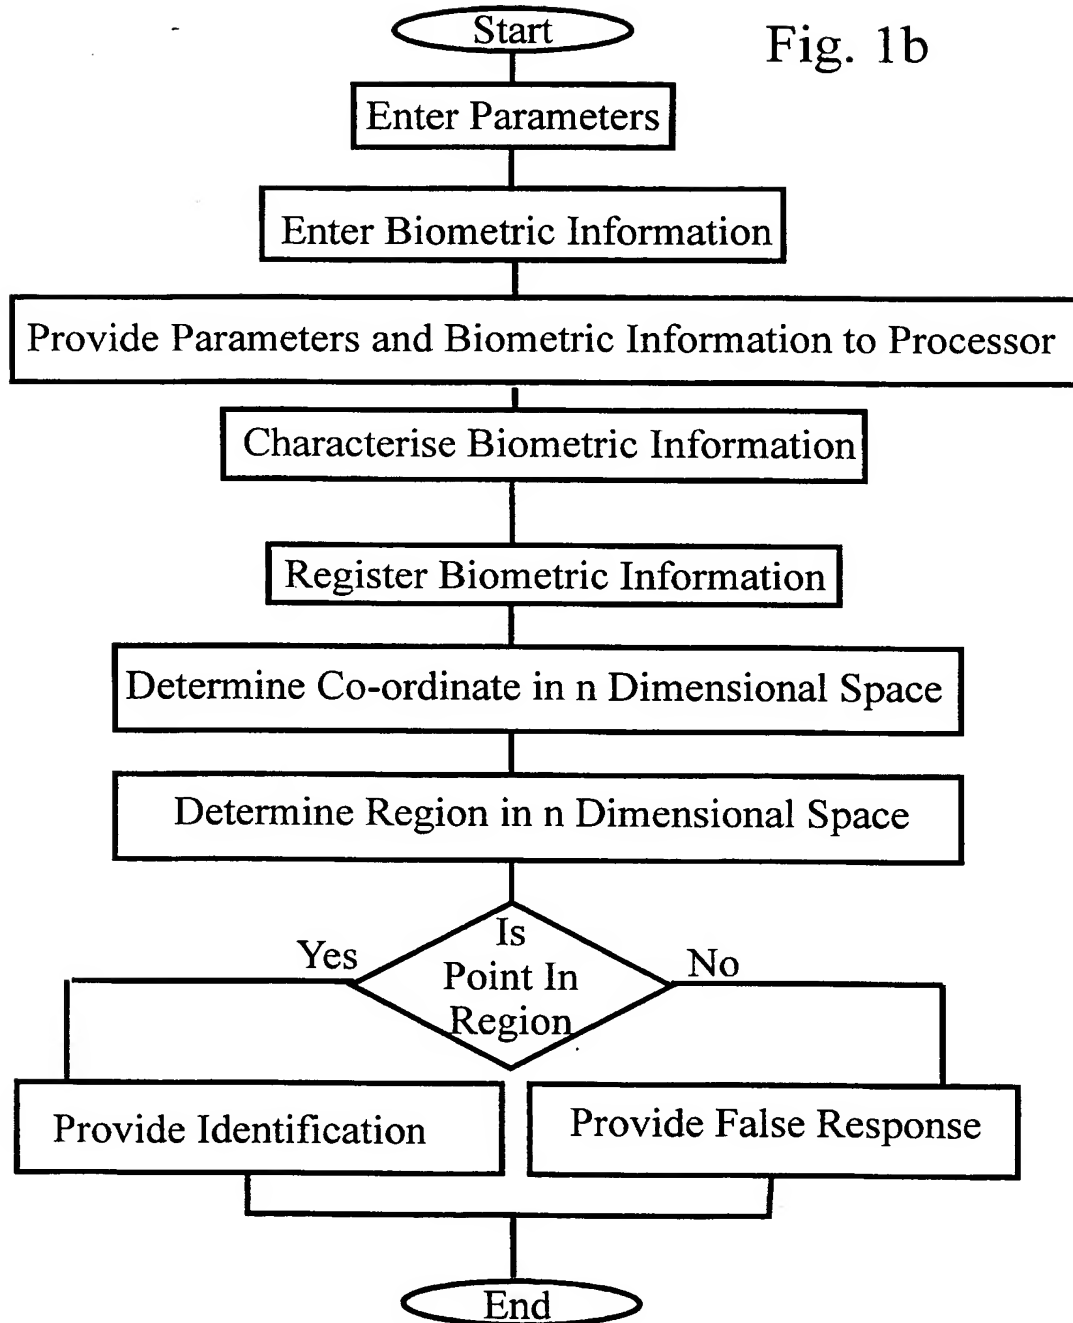 Start
Fig. 1b
Enter Parameters
Enter Biometric Information
Provide Parameters and Biometric Information to Processor
Characterise Biometric Information
Register Biometric Information
Determine Co-ordinate in n Dimensional Space
Determine Region in n Dimensional Space
Is
Point In
Region
Yes
No
Provide Identification
Provide False Response
End